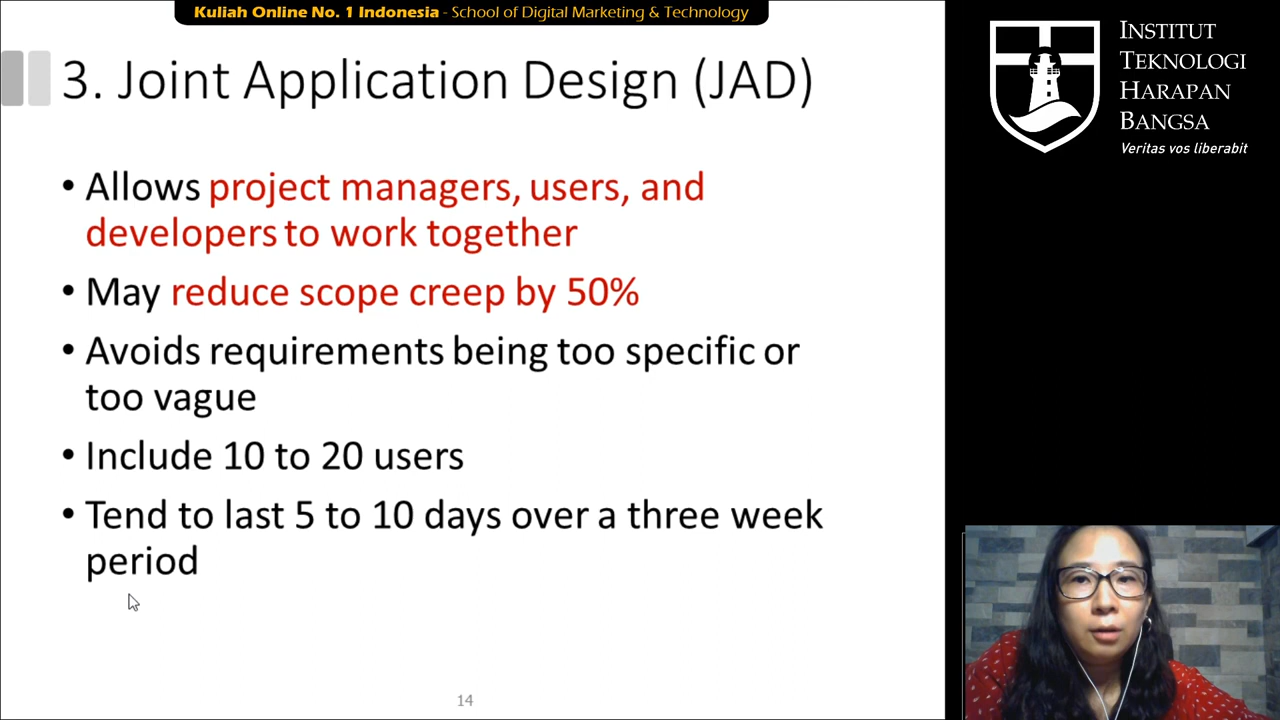 Kuliah Online No. 1 Indonesia - School of Digital Marketing & Technology
3. Joint Application Design (JAD)
• Allows project managers, users, and
developers to work together
• May reduce scope creep by 50%
• Avoids requirements being too specific or
too vague
• Include 10 to 20 users
• Tend to last 5 to 10 days over a three week
period
14
INSTITUT
TEKNOLOGI
HARAPAN
BANGSA
Veritas vos liberabit